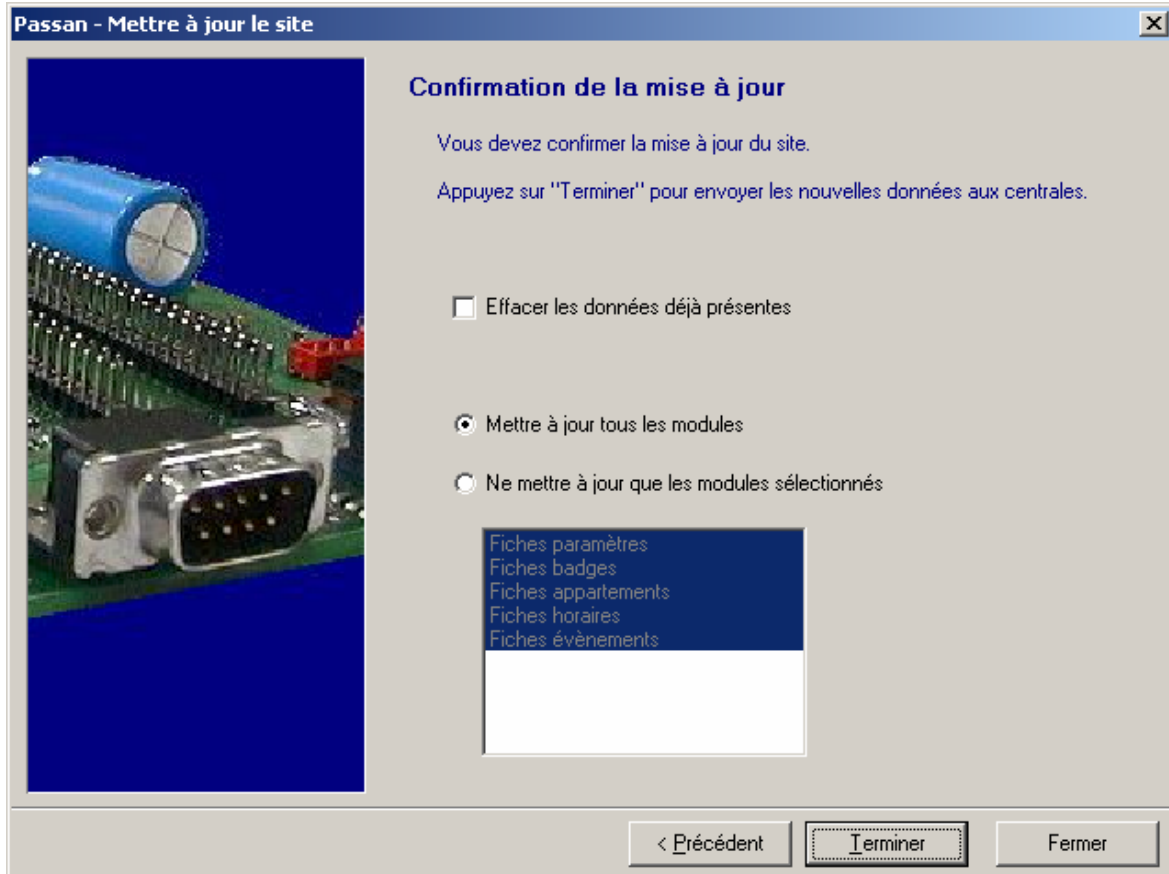 Passan - Mettre à jour le site
Confirmation de la mise à jour
Vous devez confirmer la mise à jour du site.
Appuyez sur "Terminer" pour envoyer les nouvelles données aux centrales.
Effacer les données déjà présentes
Mettre à jour tous les modules
Ne mettre à jour que les modules sélectionnés
Fiches paramètres
Fiches badges
Fiches appartements
Fiches horaires
Fiches évènements
< Précédent
Terminer
Fermer